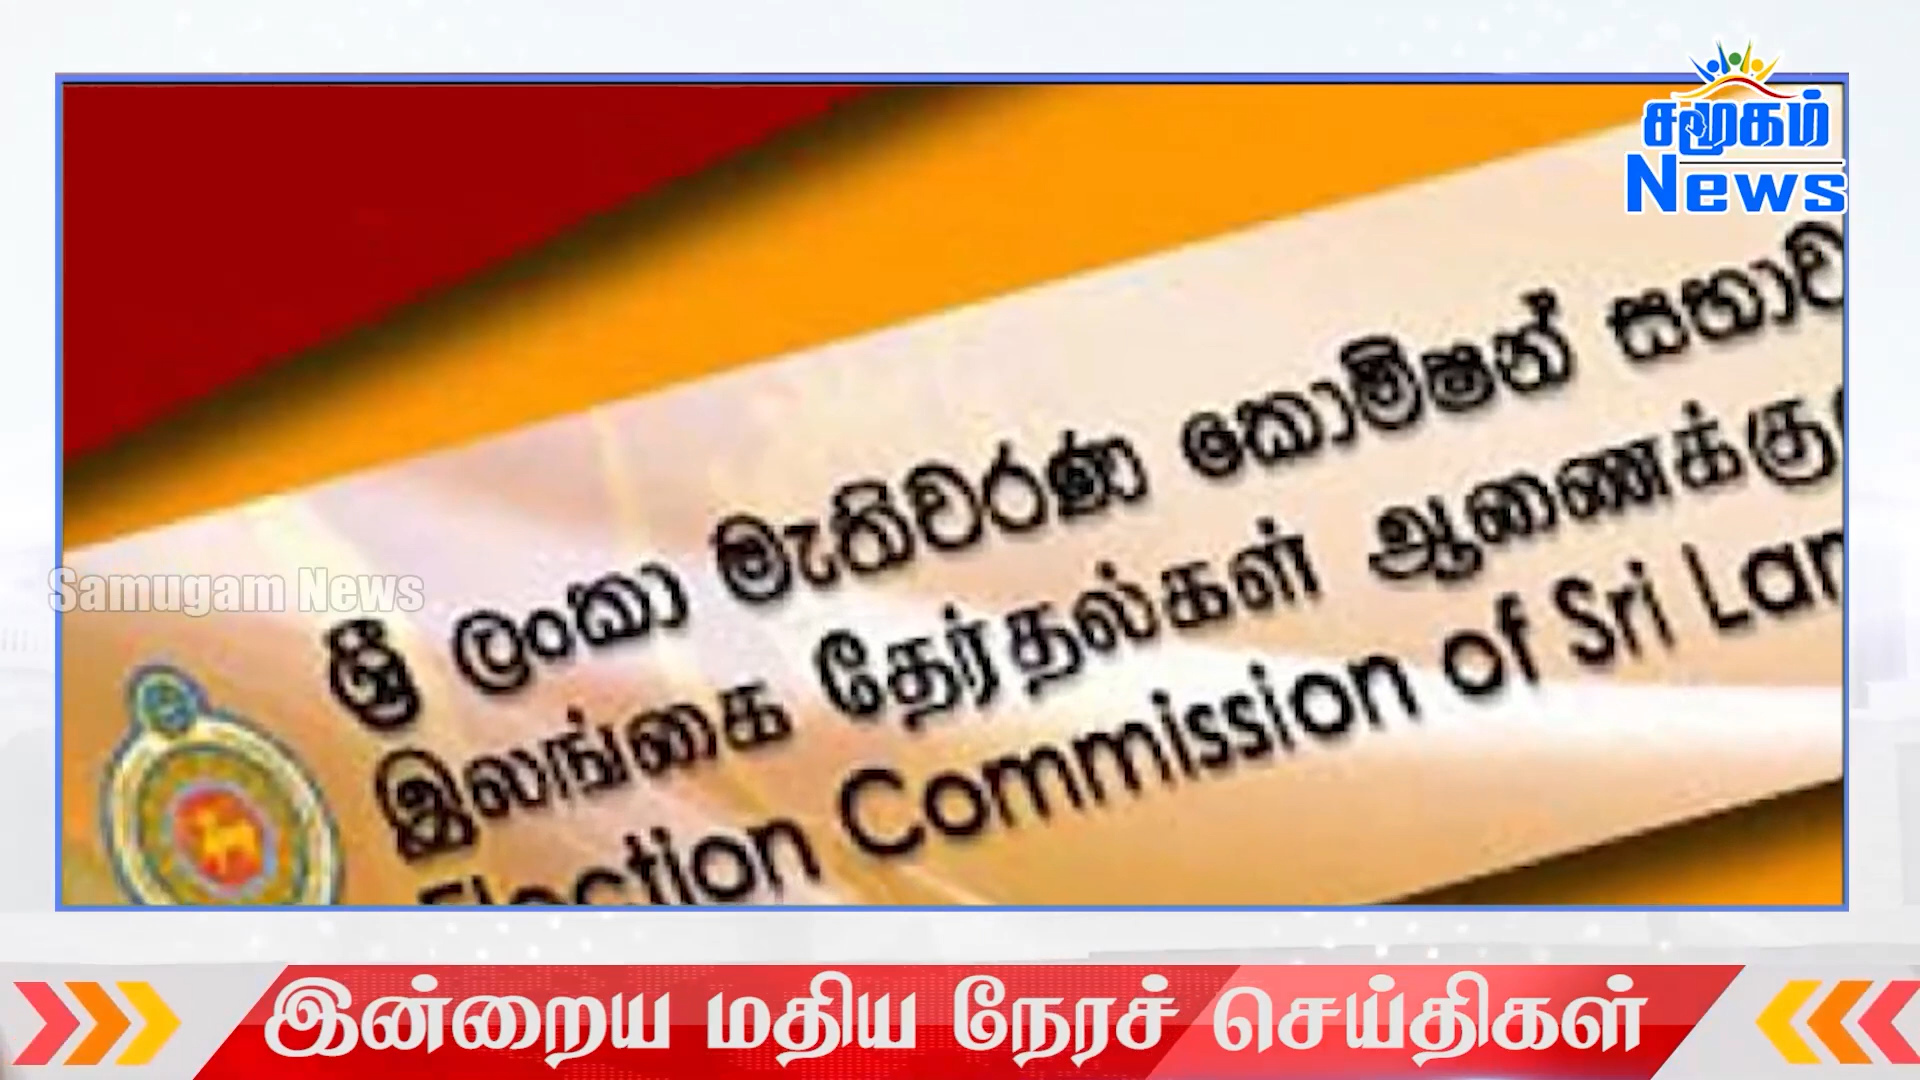 சமூகம்
News
ශ්‍රී ලංකා මැතිවරණ කොමිෂන් සභාව
Samugam News
இலங்கை தேர்தல்கள் ஆணைக்கு
Election Commission of Sri Lan
இன்றைய மதிய நேரச் செய்திகள்